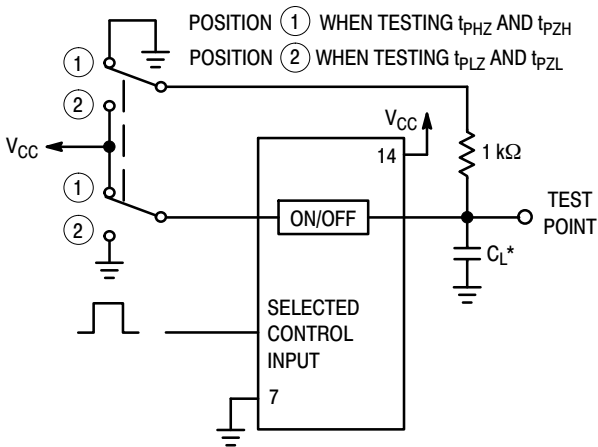 POSITION 1 WHEN TESTING tPHZ AND tPZH
POSITION 2 WHEN TESTING tPLZ AND tPZL
1
2
VCC
1
2
VCC
14
1 kΩ
ON/OFF
TEST
POINT
CL*
SELECTED
CONTROL
INPUT
7